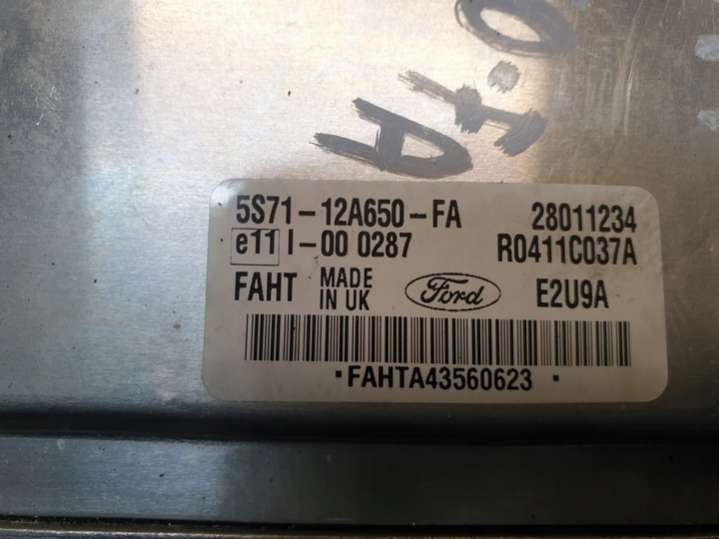 5S71-12A650-FA 28011234
e11 I-00 0287 R0411C037A
FAHT MADE IN UK Ford E2U9A
·FAHTA43560623·